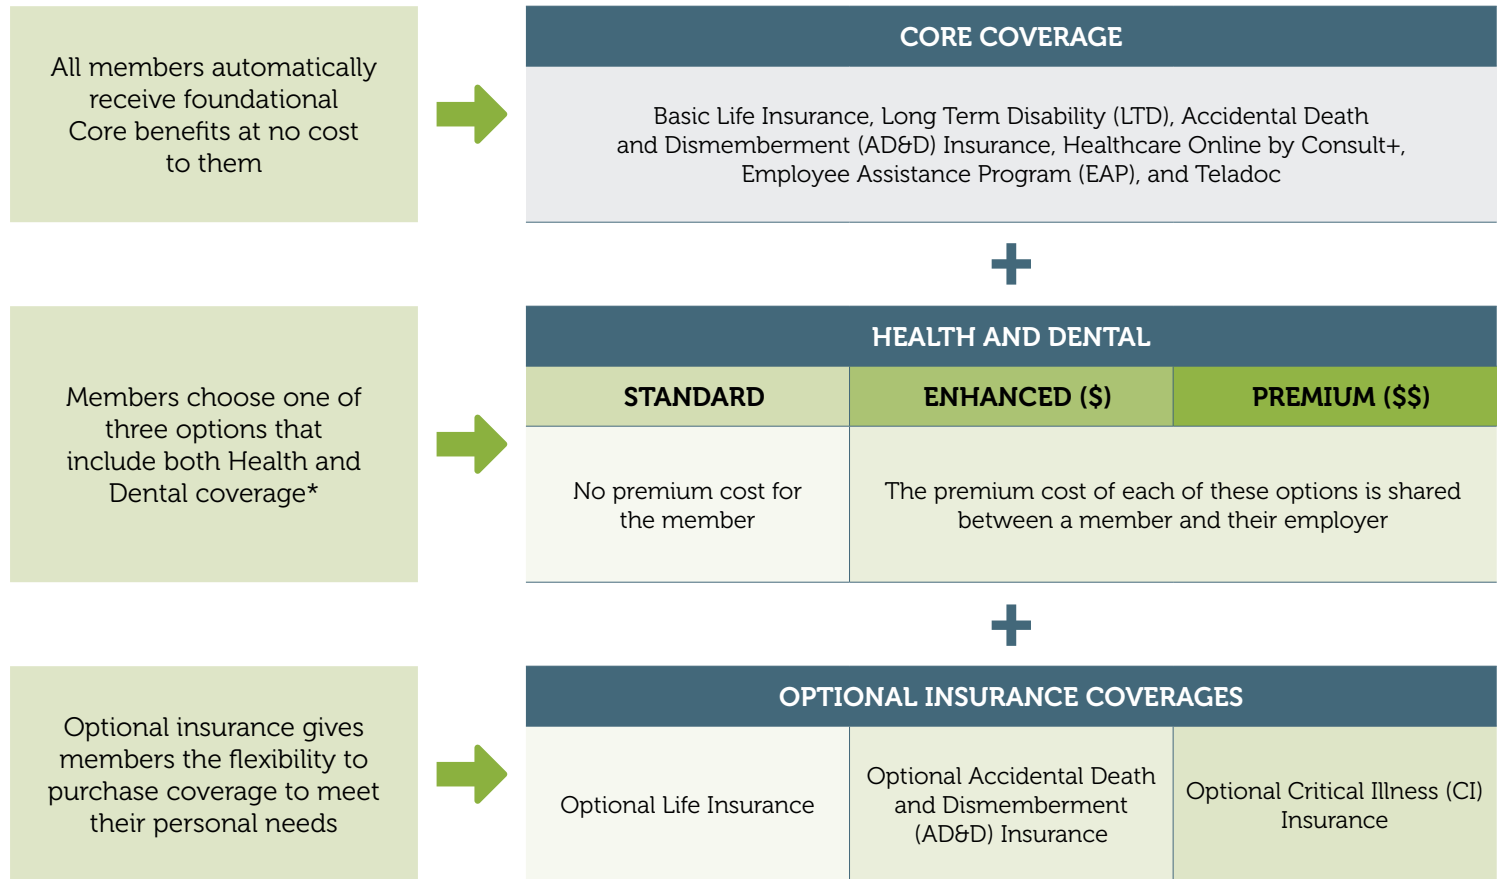 All members automatically
receive foundational
Core benefits at no cost
to them
CORE COVERAGE
Basic Life Insurance, Long Term Disability (LTD), Accidental Death
and Dismemberment (AD&D) Insurance, Healthcare Online by Consult+,
Employee Assistance Program (EAP), and Teladoc
+
Members choose one of
three options that
include both Health and
Dental coverage*
HEALTH AND DENTAL
STANDARD
ENHANCED ($)
PREMIUM ($$)
No premium cost for
the member
The premium cost of each of these options is shared
between a member and their employer
+
Optional insurance gives
members the flexibility to
purchase coverage to meet
their personal needs
OPTIONAL INSURANCE COVERAGES
Optional Life Insurance
Optional Accidental Death
and Dismemberment
(AD&D) Insurance
Optional Critical Illness (CI)
Insurance